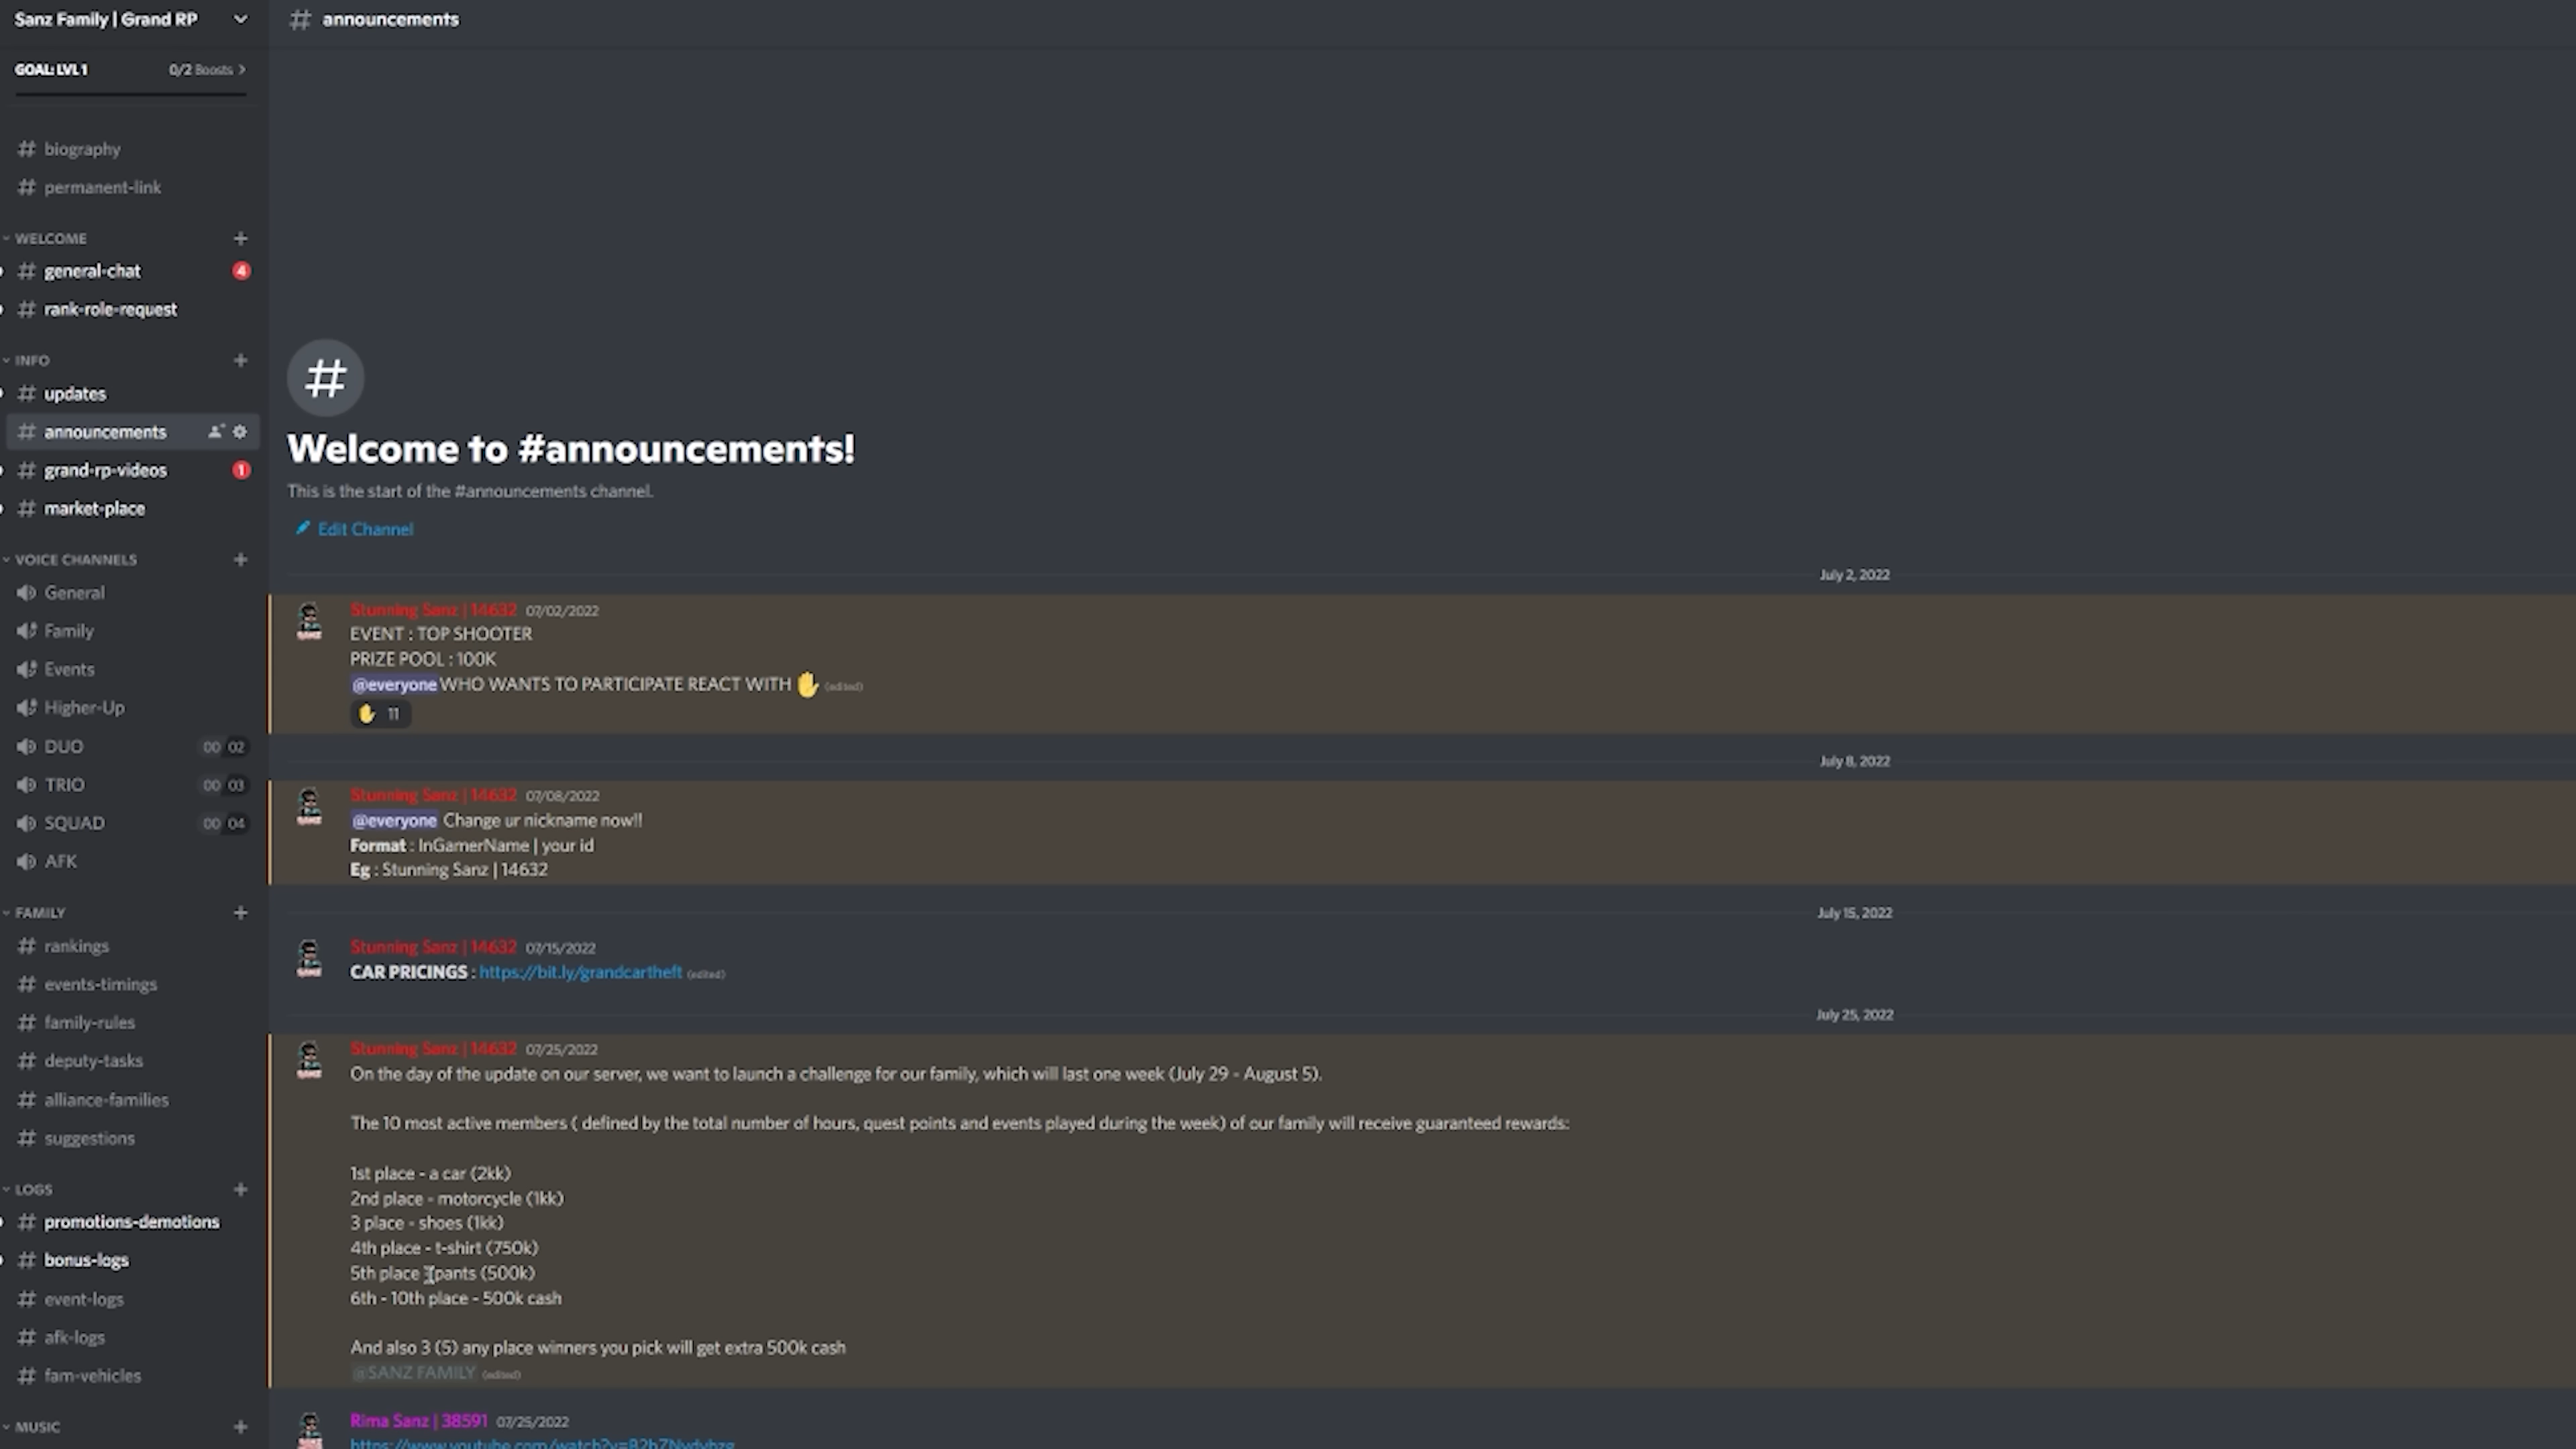 Sanz Family | Grand RP
GOAL: LVL 1
0/2 Boosts
biography
permanent-link
WELCOME
general-chat
4
rank-role-request
INFO
updates
announcements
grand-rp-videos
1
market-place
VOICE CHANNELS
General
Family
Events
Higher-Up
DUO
00 02
TRIO
00 03
SQUAD
00 04
AFK
FAMILY
rankings
events-timings
family-rules
deputy-tasks
alliance-families
suggestions
LOGS
promotions-demotions
bonus-logs
event-logs
afk-logs
fam-vehicles
MUSIC
# announcements
Welcome to #announcements!
This is the start of the #announcements channel.
Edit Channel
July 2, 2022
Stunning Sanz | 14632 07/02/2022
EVENT : TOP SHOOTER
PRIZE POOL : 100K
@everyone WHO WANTS TO PARTICIPATE REACT WITH ✋ (edited)
✋ 11
July 8, 2022
Stunning Sanz | 14632 07/08/2022
@everyone Change ur nickname now!!
Format : InGamerName | your id
Eg : Stunning Sanz | 14632
July 15, 2022
Stunning Sanz | 14632 07/15/2022
CAR PRICINGS : https://bit.ly/grandcartheft (edited)
July 25, 2022
Stunning Sanz | 14632 07/25/2022
On the day of the update on our server, we want to launch a challenge for our family, which will last one week (July 29 - August 5).
The 10 most active members ( defined by the total number of hours, quest points and events played during the week) of our family will receive guaranteed rewards:
1st place - a car (2kk)
2nd place - motorcycle (1kk)
3 place - shoes (1kk)
4th place - t-shirt (750k)
5th place - pants (500k)
6th - 10th place - 500k cash
And also 3 (5) any place winners you pick will get extra 500k cash
@SANZ FAMILY (edited)
Rima Sanz | 38591 07/25/2022